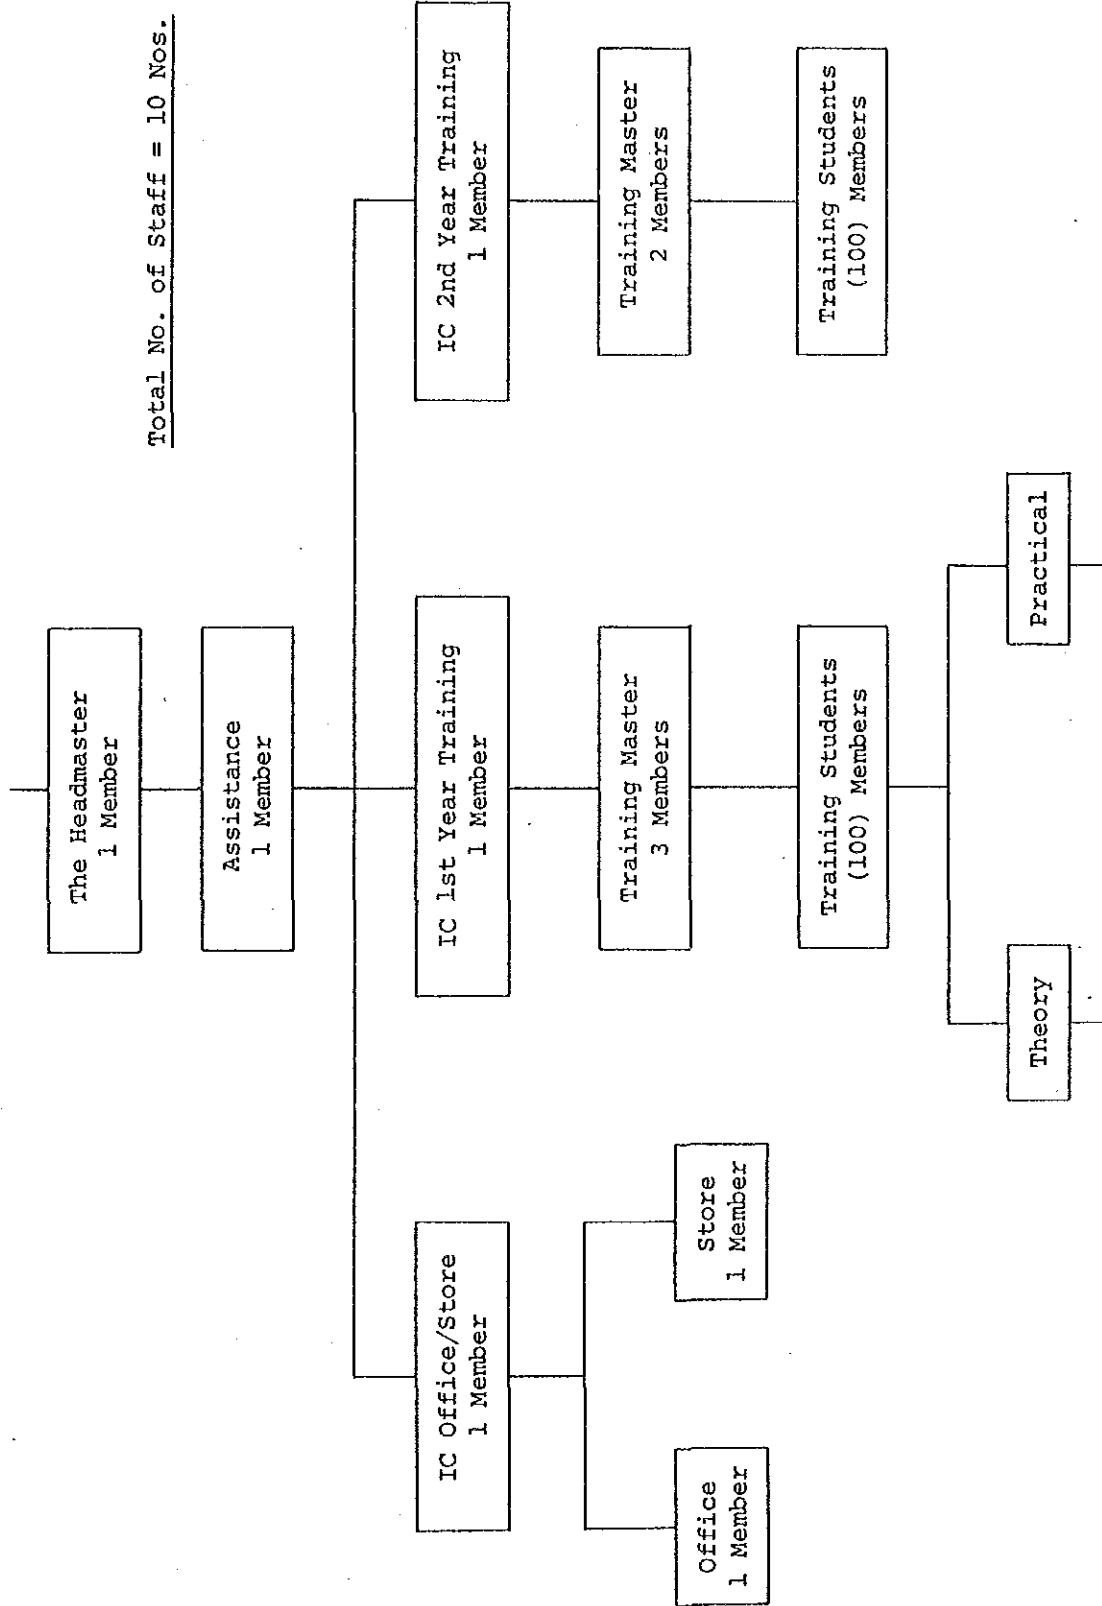 Total No. of Staff = 10 Nos.
The Headmaster
1 Member
Assistance
1 Member
IC Office/Store
1 Member
IC 1st Year Training
1 Member
IC 2nd Year Training
1 Member
Office
1 Member
Store
1 Member
Training Master
3 Members
Training Master
2 Members
Training Students
(100) Members
Training Students
(100) Members
Theory
Practical